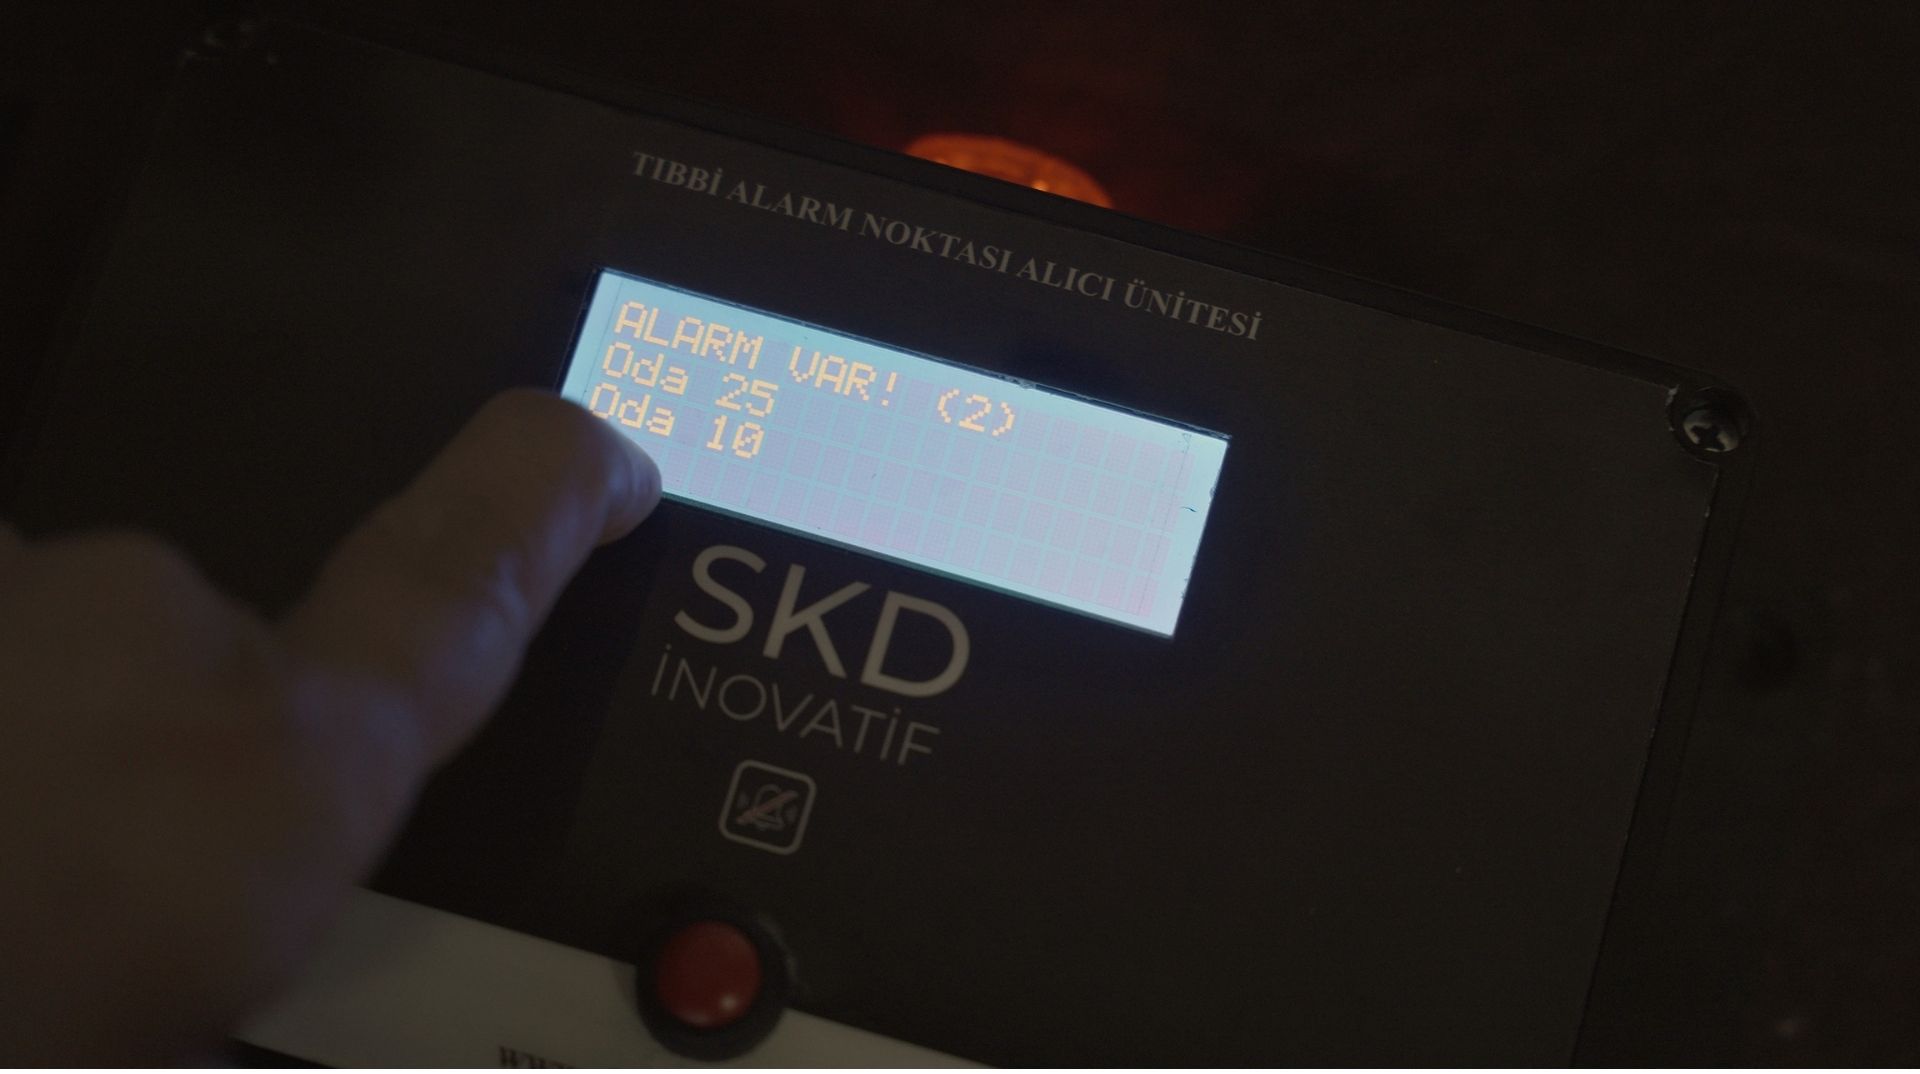 TIBBİ ALARM NOKTASI ALICI ÜNİTESİ
ALARM VAR! (2)
Oda 25
Oda 10
SKD
İNOVATİF